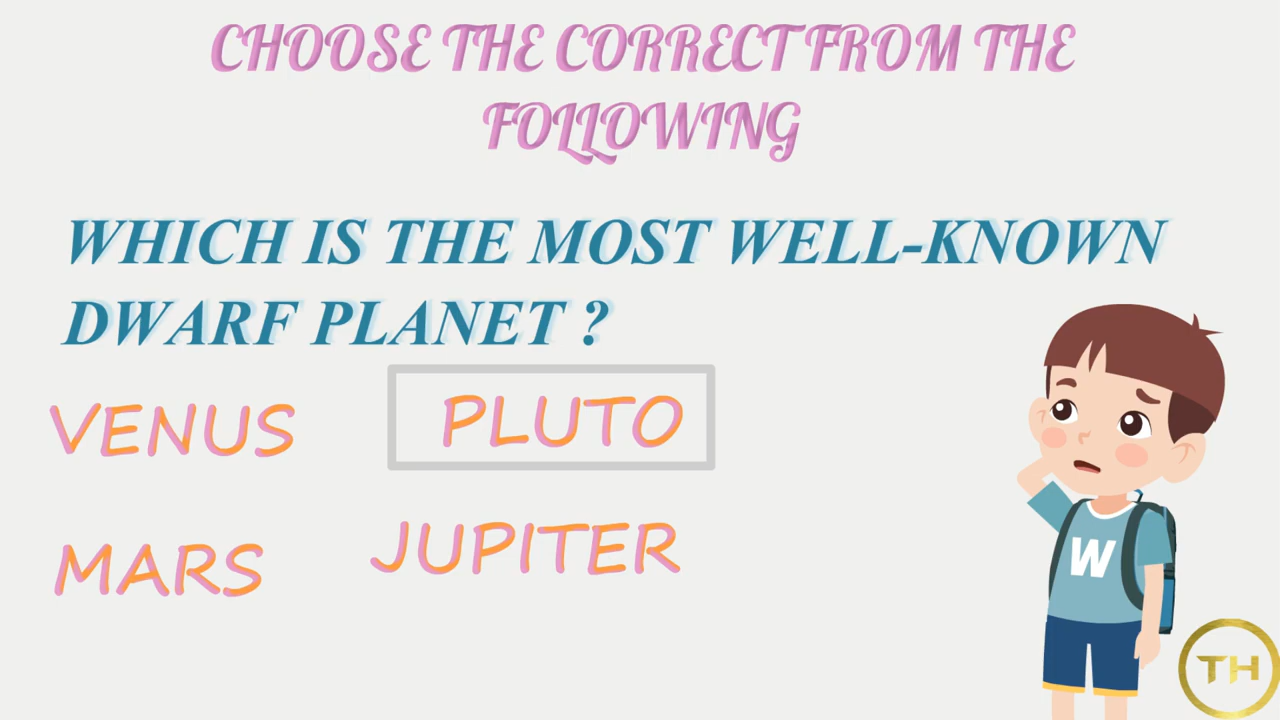 CHOOSE THE CORRECT FROM THE
FOLLOWING
WHICH IS THE MOST WELL-KNOWN
DWARF PLANET ?
VENUS PLUTO
MARS JUPITER
W
TH